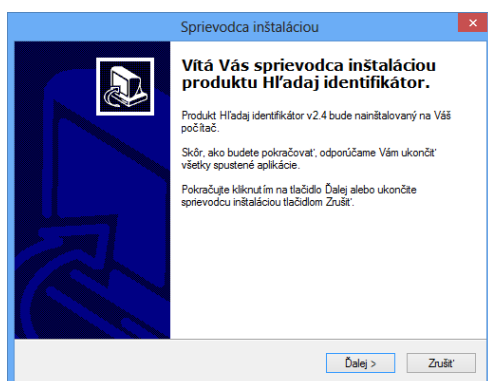 Sprievodca inštaláciou
Vítá Vás sprievodca inštaláciou
produktu Hľadaj identifikátor.
Produkt Hľadaj identifikátor v2.4 bude nainštalovaný na Váš
počítač.
Skôr, ako budete pokračovať, odporúčame Vám ukončiť
všetky spustené aplikácie.
Pokračujte kliknutím na tlačidlo Ďalej alebo ukončite
sprievodcu inštaláciou tlačidlom Zrušiť.
Ďalej > Zrušiť